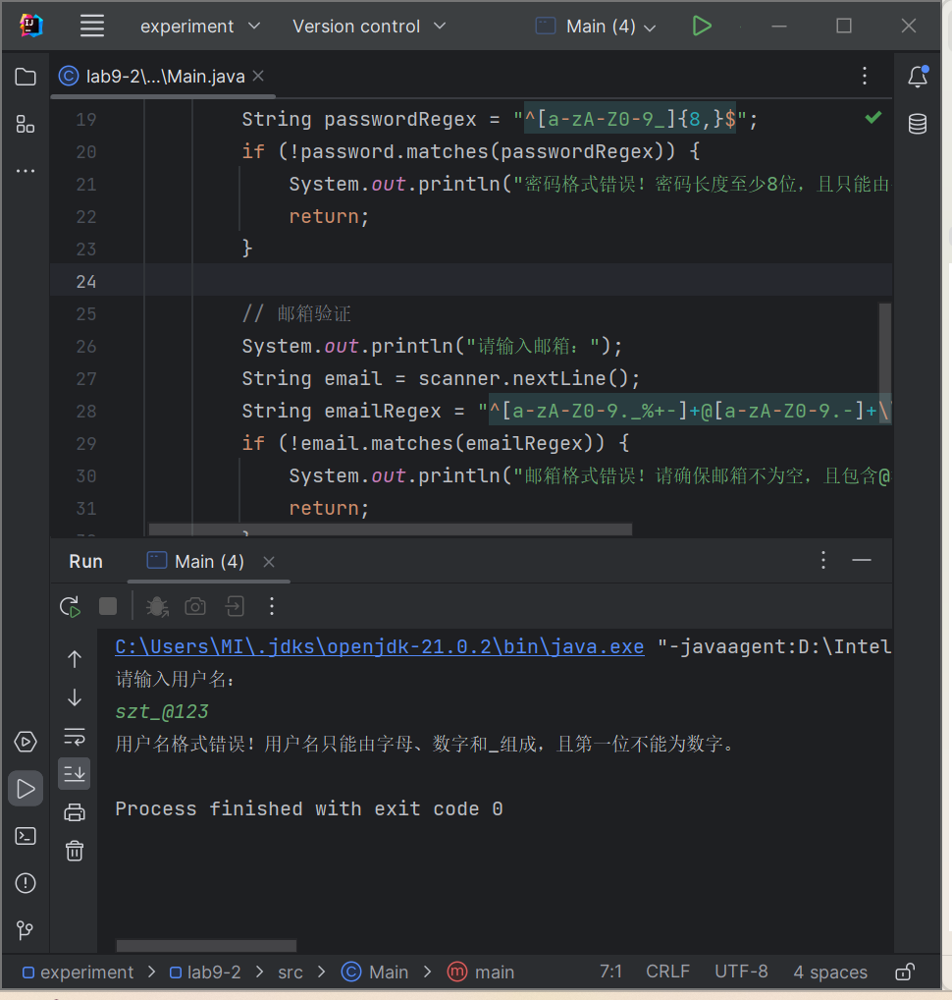 experiment Version control Main (4)
lab9-2\...\Main.java
19 String passwordRegex = "^[a-zA-Z0-9_]{8,}$";
20 if (!password.matches(passwordRegex)) {
21 System.out.println("密码格式错误！密码长度至少8位，且只能由
22 return;
23 }
24
25 // 邮箱验证
26 System.out.println("请输入邮箱：");
27 String email = scanner.nextLine();
28 String emailRegex = "^[a-zA-Z0-9._%+-]+@[a-zA-Z0-9.-]+\
29 if (!email.matches(emailRegex)) {
30 System.out.println("邮箱格式错误！请确保邮箱不为空，且包含@
31 return;
Run Main (4)
C:\Users\MI\.jdks\openjdk-21.0.2\bin\java.exe "-javaagent:D:\Intel
请输入用户名：
szt_@123
用户名格式错误！用户名只能由字母、数字和_组成，且第一位不能为数字。
Process finished with exit code 0
experiment > lab9-2 > src > Main > main 7:1 CRLF UTF-8 4 spaces